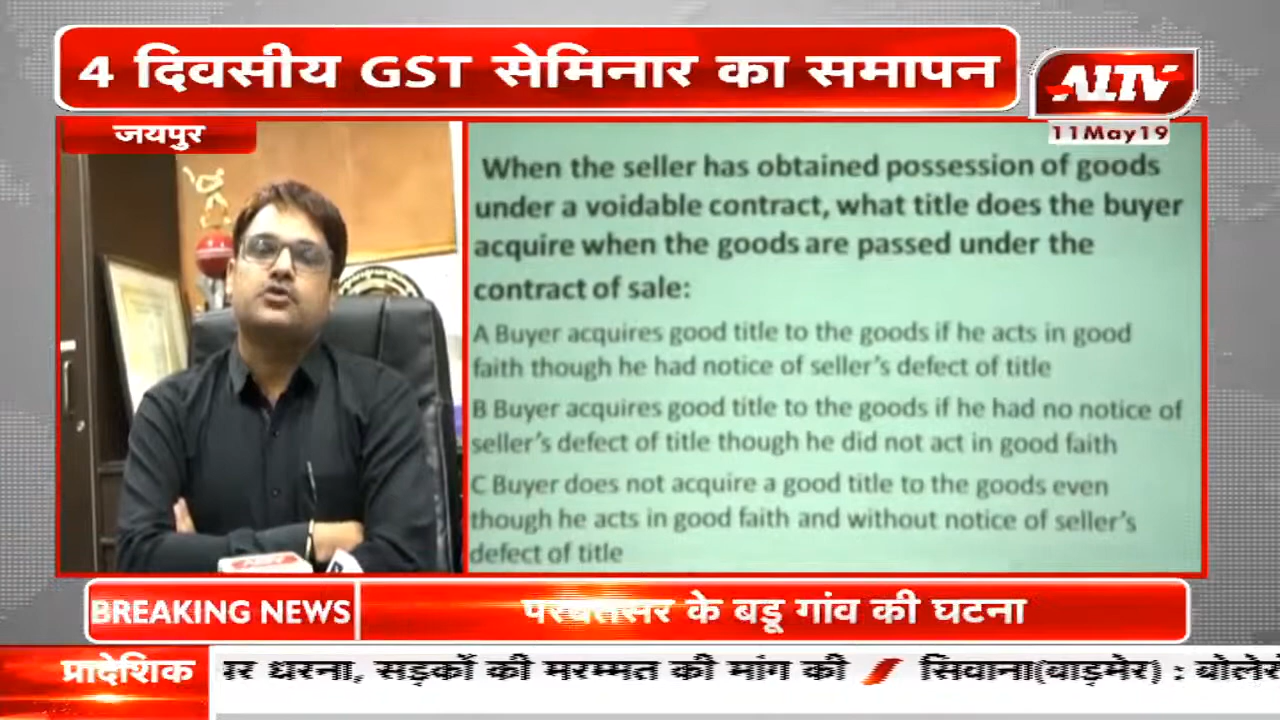 4 दिवसीय GST सेमिनार का समापन
ALTV
11May19
जयपुर
When the seller has obtained possession of goods
under a voidable contract, what title does the buyer
acquire when the goods are passed under the
contract of sale:
A Buyer acquires good title to the goods if he acts in good
faith though he had notice of seller's defect of title
B Buyer acquires good title to the goods if he had no notice of
seller's defect of title though he did not act in good faith
C Buyer does not acquire a good title to the goods even
though he acts in good faith and without notice of seller's
defect of title
ALTV
BREAKING NEWS
परबतसर के बडू गांव की घटना
प्रादेशिक
धरना, सड़कों की मरम्मत की मांग की
सिवाना(बाड़मेर) :